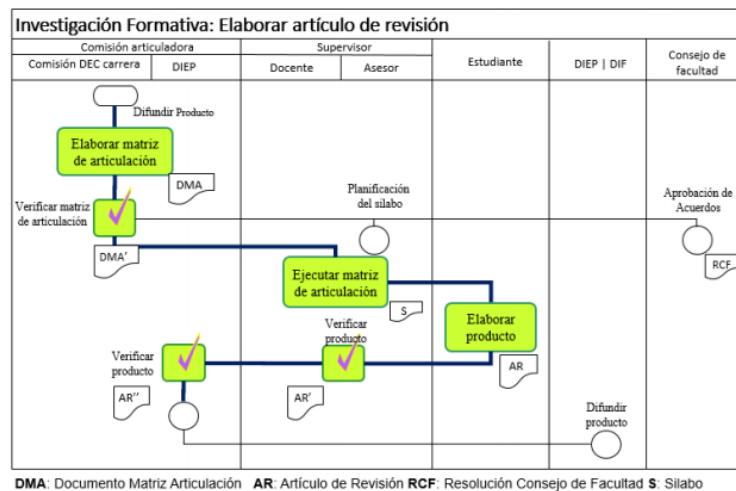 Investigación Formativa: Elaborar artículo de revisión
Comisión articuladora
Supervisor
Estudiante
DIEP | DIF
Consejo de
facultad
Comisión DEC carrera
DIEP
Docente
Asesor
Difundir Producto
Elaborar matriz
de articulación
DMA
Verificar matriz
de articulación
Planificación
del silabo
Aprobación de
Acuerdos
DMA'
RCF
Ejecutar matriz
de articulación
S
Elaborar
producto
Verificar
producto
Verificar
producto
AR
AR''
AR'
Difundir
producto
DMA: Documento Matriz Articulación AR: Artículo de Revisión RCF: Resolución Consejo de Facultad S: Silabo